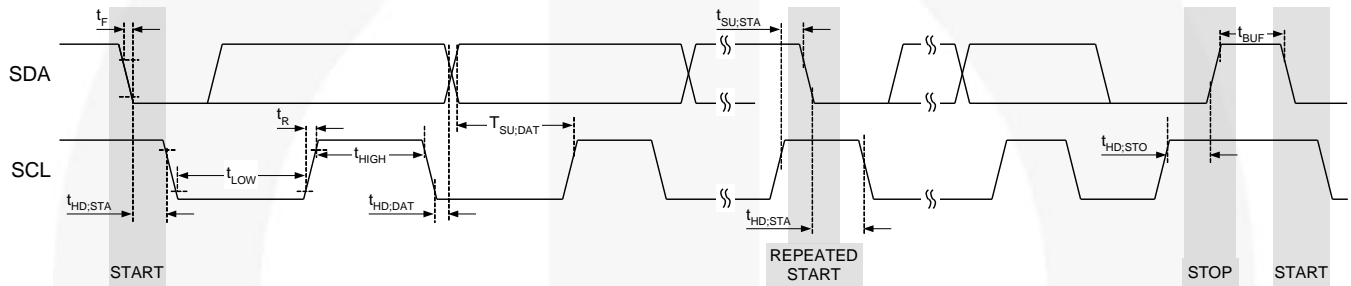 tF
tSU;STA
tBUF
SDA
tR
TSU;DAT
tHIGH
tHD;STO
SCL
tLOW
tHD;STA
tHD;DAT
tHD;STA
START
REPEATED
START
STOP
START